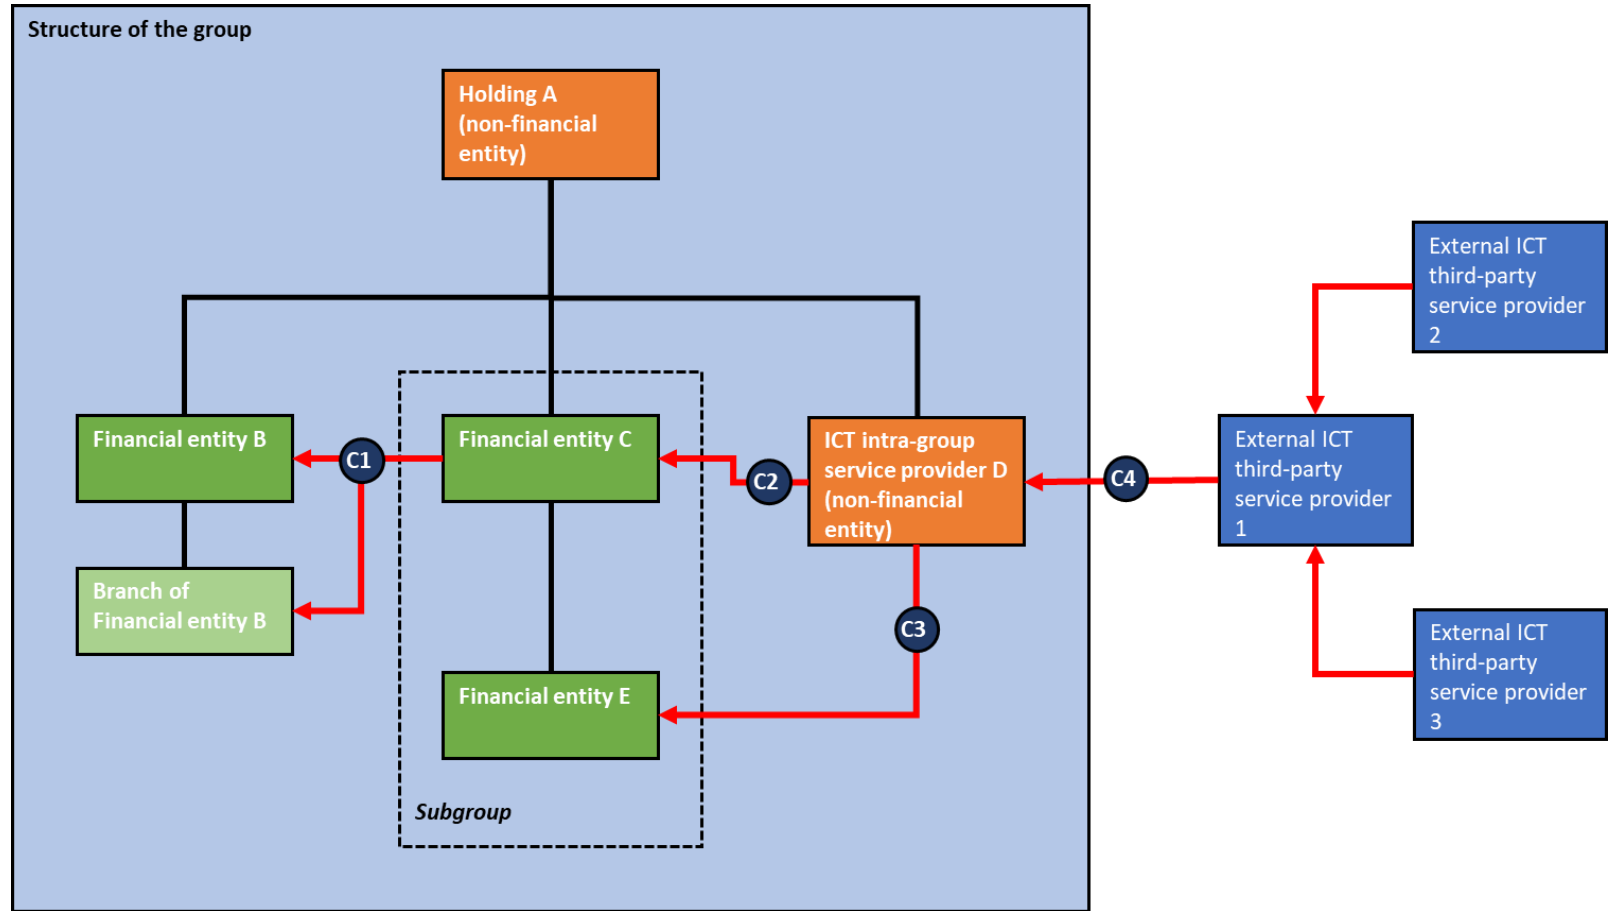 Structure of the group
Holding A
(non-financial
entity)
External ICT
third-party
service provider
2
Financial entity B
C1
Financial entity C
C2
ICT intra-group
service provider D
(non-financial
entity)
C4
External ICT
third-party
service provider
1
Branch of
Financial entity B
C3
External ICT
third-party
service provider
3
Financial entity E
Subgroup